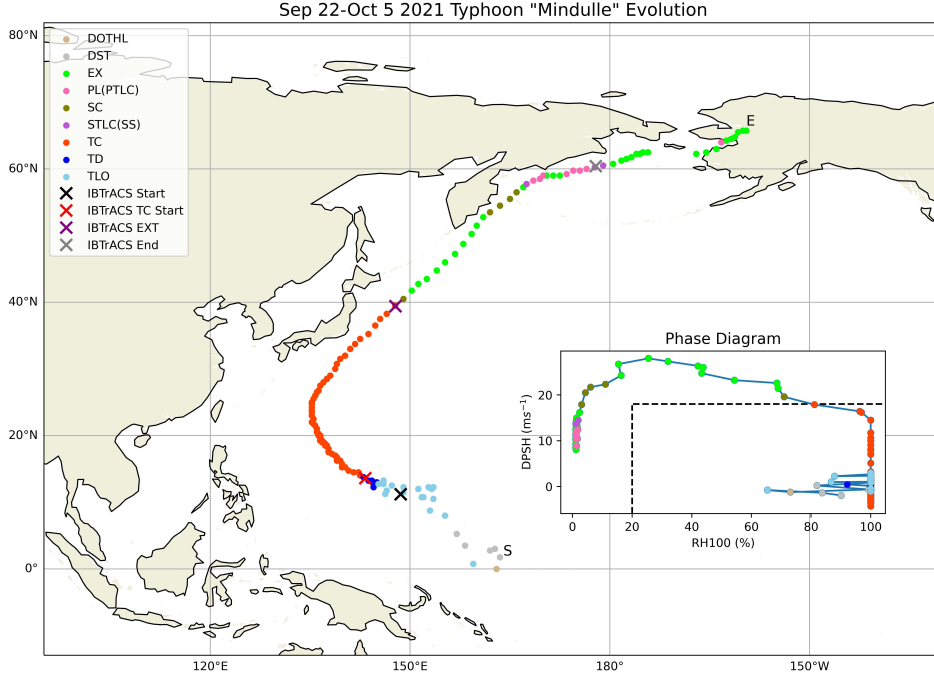 Sep 22-Oct 5 2021 Typhoon "Mindulle" Evolution
80°N
60°N
40°N
20°N
0°
120°E
150°E
180°
150°W
DOTHL
DST
EX
PL(PTLC)
SC
STLC(SS)
TC
TD
TLO
IBTrACS Start
IBTrACS TC Start
IBTrACS EXT
IBTrACS End
E
S
Phase Diagram
DPSH (ms⁻¹)
20
10
0
0
20
40
60
80
100
RH100 (%)